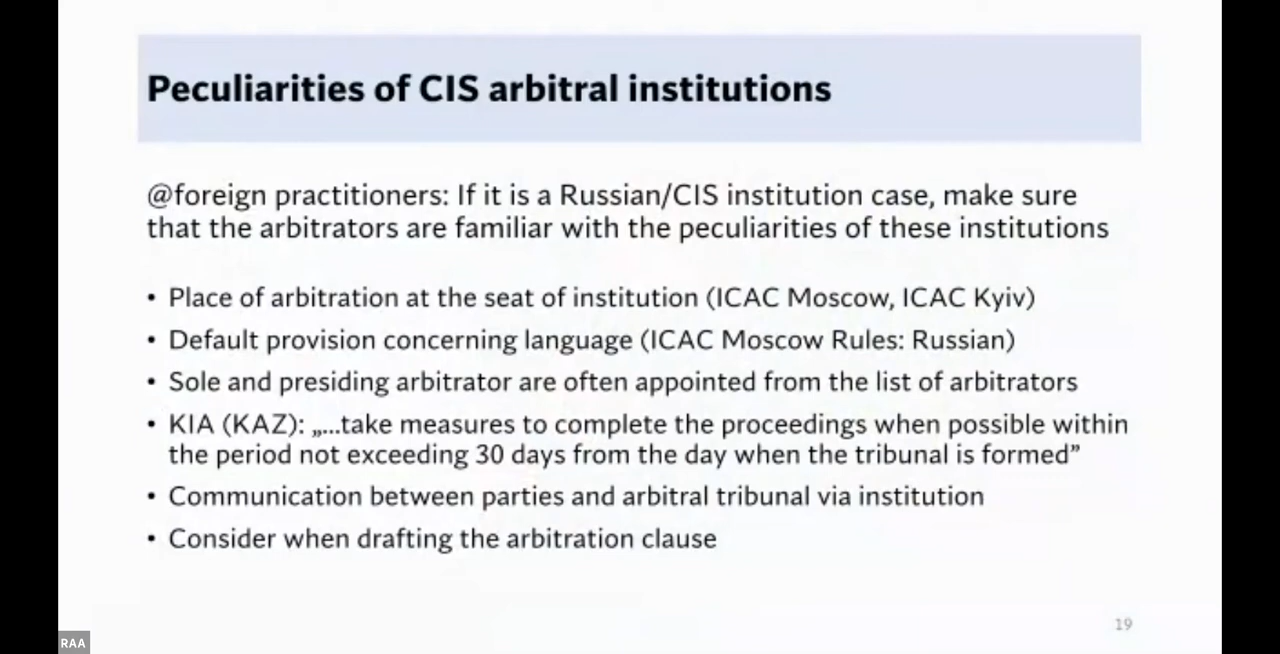 Peculiarities of CIS arbitral institutions
@foreign practitioners: If it is a Russian/CIS institution case, make sure
that the arbitrators are familiar with the peculiarities of these institutions
• Place of arbitration at the seat of institution (ICAC Moscow, ICAC Kyiv)
• Default provision concerning language (ICAC Moscow Rules: Russian)
• Sole and presiding arbitrator are often appointed from the list of arbitrators
• KIA (KAZ): „...take measures to complete the proceedings when possible within
the period not exceeding 30 days from the day when the tribunal is formed”
• Communication between parties and arbitral tribunal via institution
• Consider when drafting the arbitration clause
19
RAA